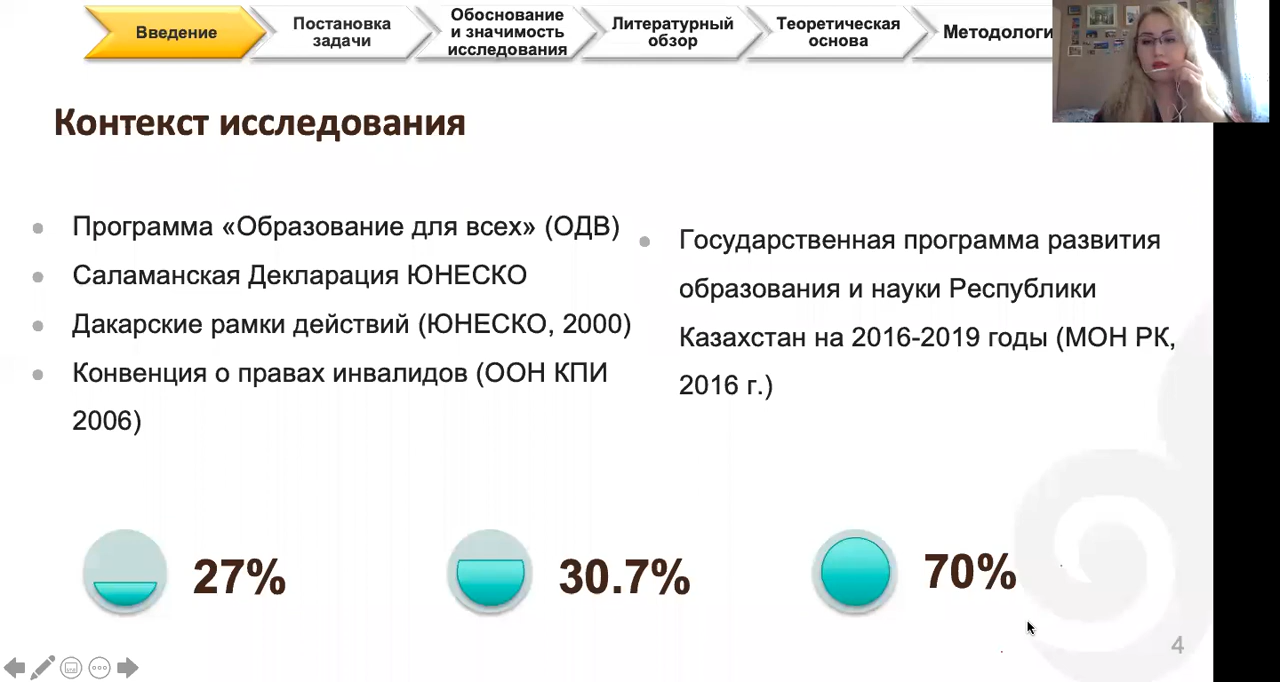 Введение
Постановка
задачи
Обоснование
и значимость
исследования
Литературный
обзор
Теоретическая
основа
Методологи
Контекст исследования
Программа «Образование для всех» (ОДВ)
Саламанская Декларация ЮНЕСКО
Дакарские рамки действий (ЮНЕСКО, 2000)
Конвенция о правах инвалидов (ООН КПИ
2006)
Государственная программа развития
образования и науки Республики
Казахстан на 2016-2019 годы (МОН РК,
2016 г.)
27%
30.7%
70%
4